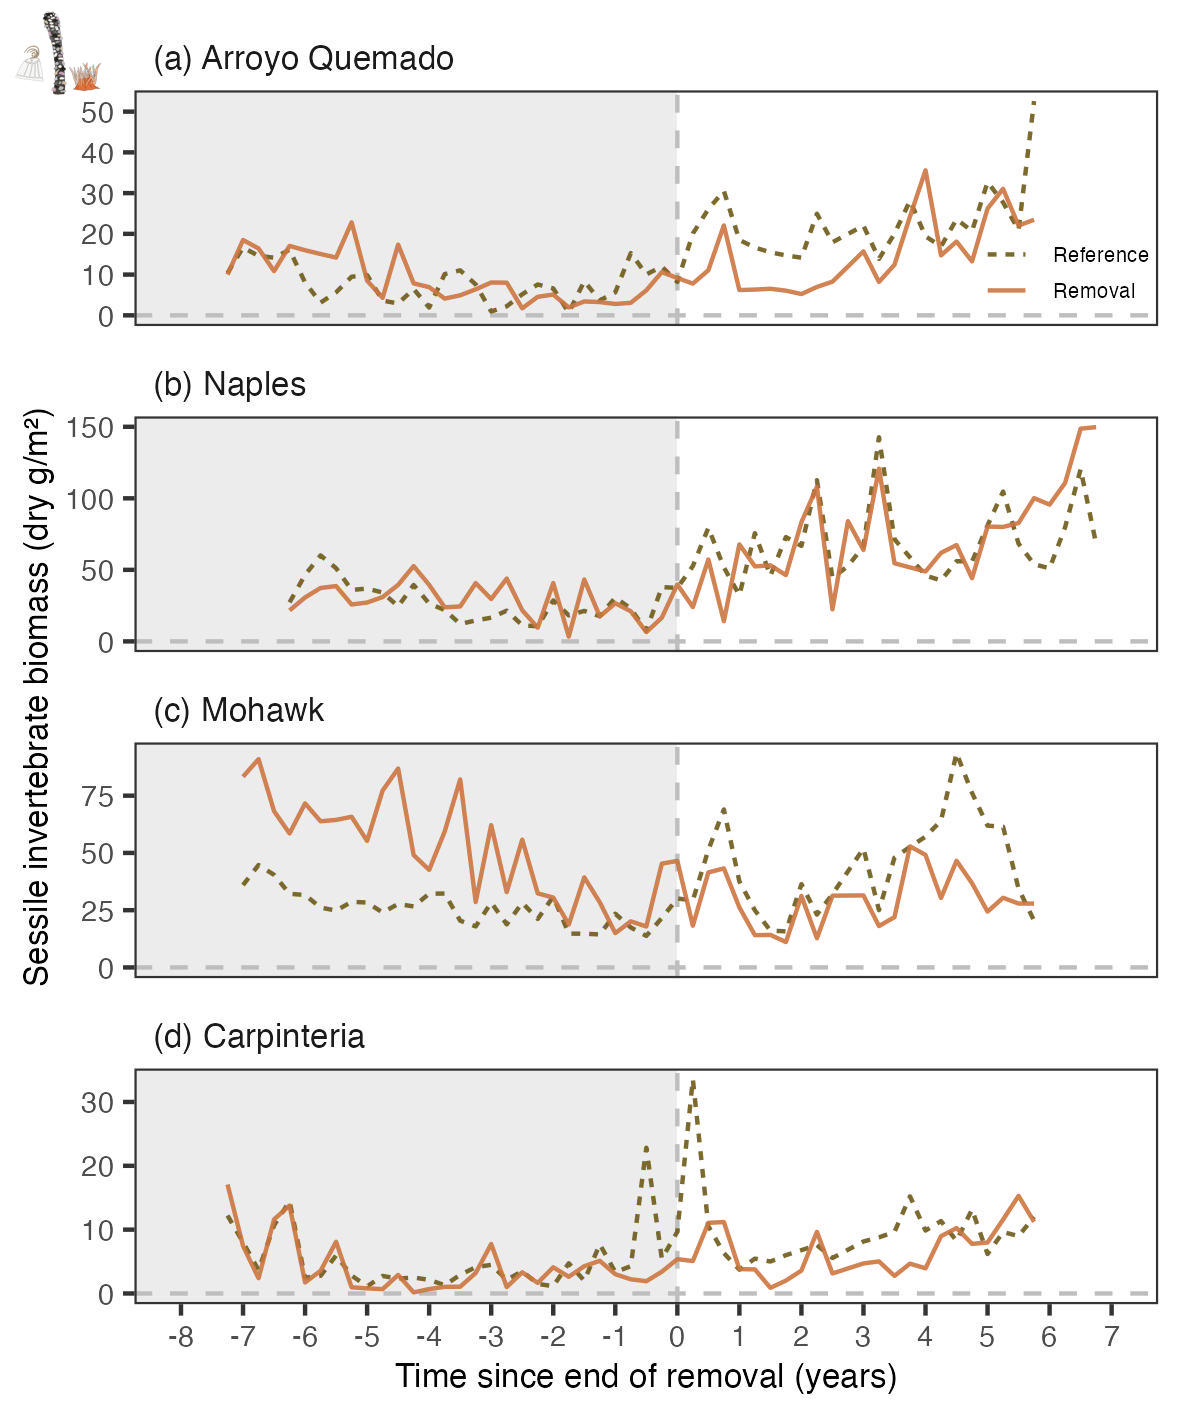 (a) Arroyo Quemado
50
40
30
20
10
0
Reference
Removal
(b) Naples
150
100
50
0
Sessile invertebrate biomass (dry g/m²)
(c) Mohawk
75
50
25
0
(d) Carpinteria
30
20
10
0
-8 -7 -6 -5 -4 -3 -2 -1 0 1 2 3 4 5 6 7
Time since end of removal (years)